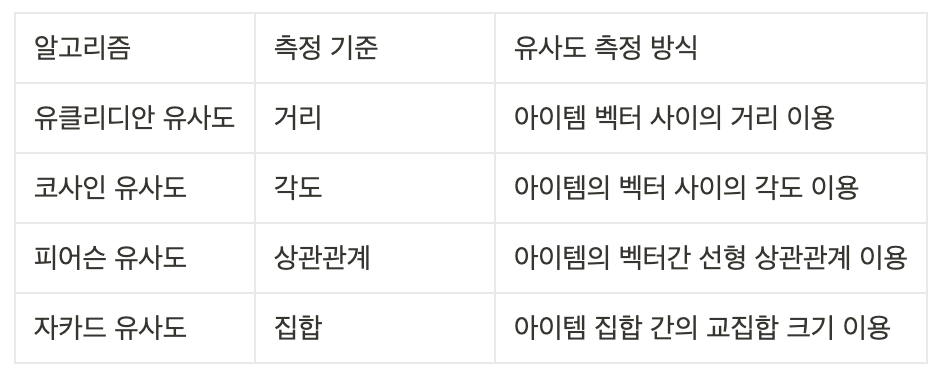 알고리즘 측정 기준 유사도 측정 방식
유클리디안 유사도 거리 아이템 벡터 사이의 거리 이용
코사인 유사도 각도 아이템의 벡터 사이의 각도 이용
피어슨 유사도 상관관계 아이템의 벡터간 선형 상관관계 이용
자카드 유사도 집합 아이템 집합 간의 교집합 크기 이용